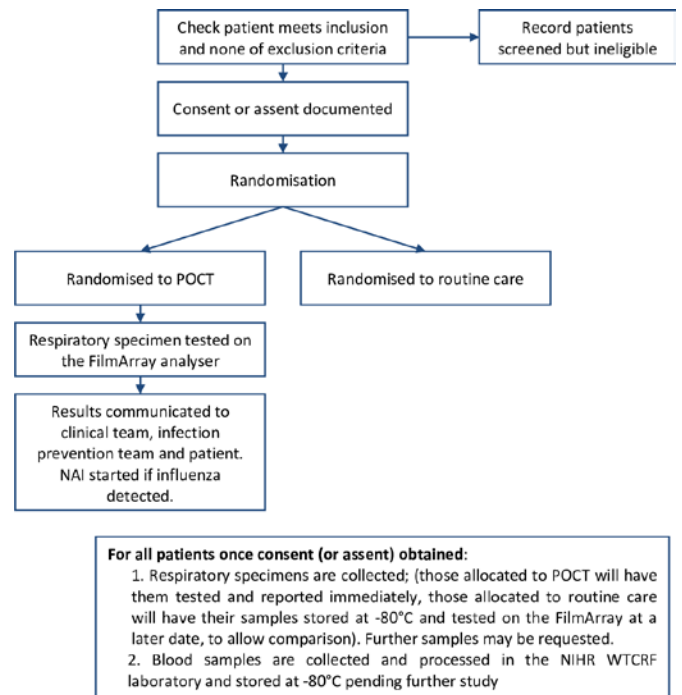 Check patient meets inclusion
and none of exclusion criteria
Record patients
screened but ineligible
Consent or assent documented
Randomisation
Randomised to POCT
Randomised to routine care
Respiratory specimen tested on
the FilmArray analyser
Results communicated to
clinical team, infection
prevention team and patient.
NAI started if influenza
detected.
For all patients once consent (or assent) obtained:
1. Respiratory specimens are collected; (those allocated to POCT will have
them tested and reported immediately, those allocated to routine care
will have their samples stored at -80°C and tested on the FilmArray at a
later date, to allow comparison). Further samples may be requested.
2. Blood samples are collected and processed in the NIHR WTCRF
laboratory and stored at -80°C pending further study